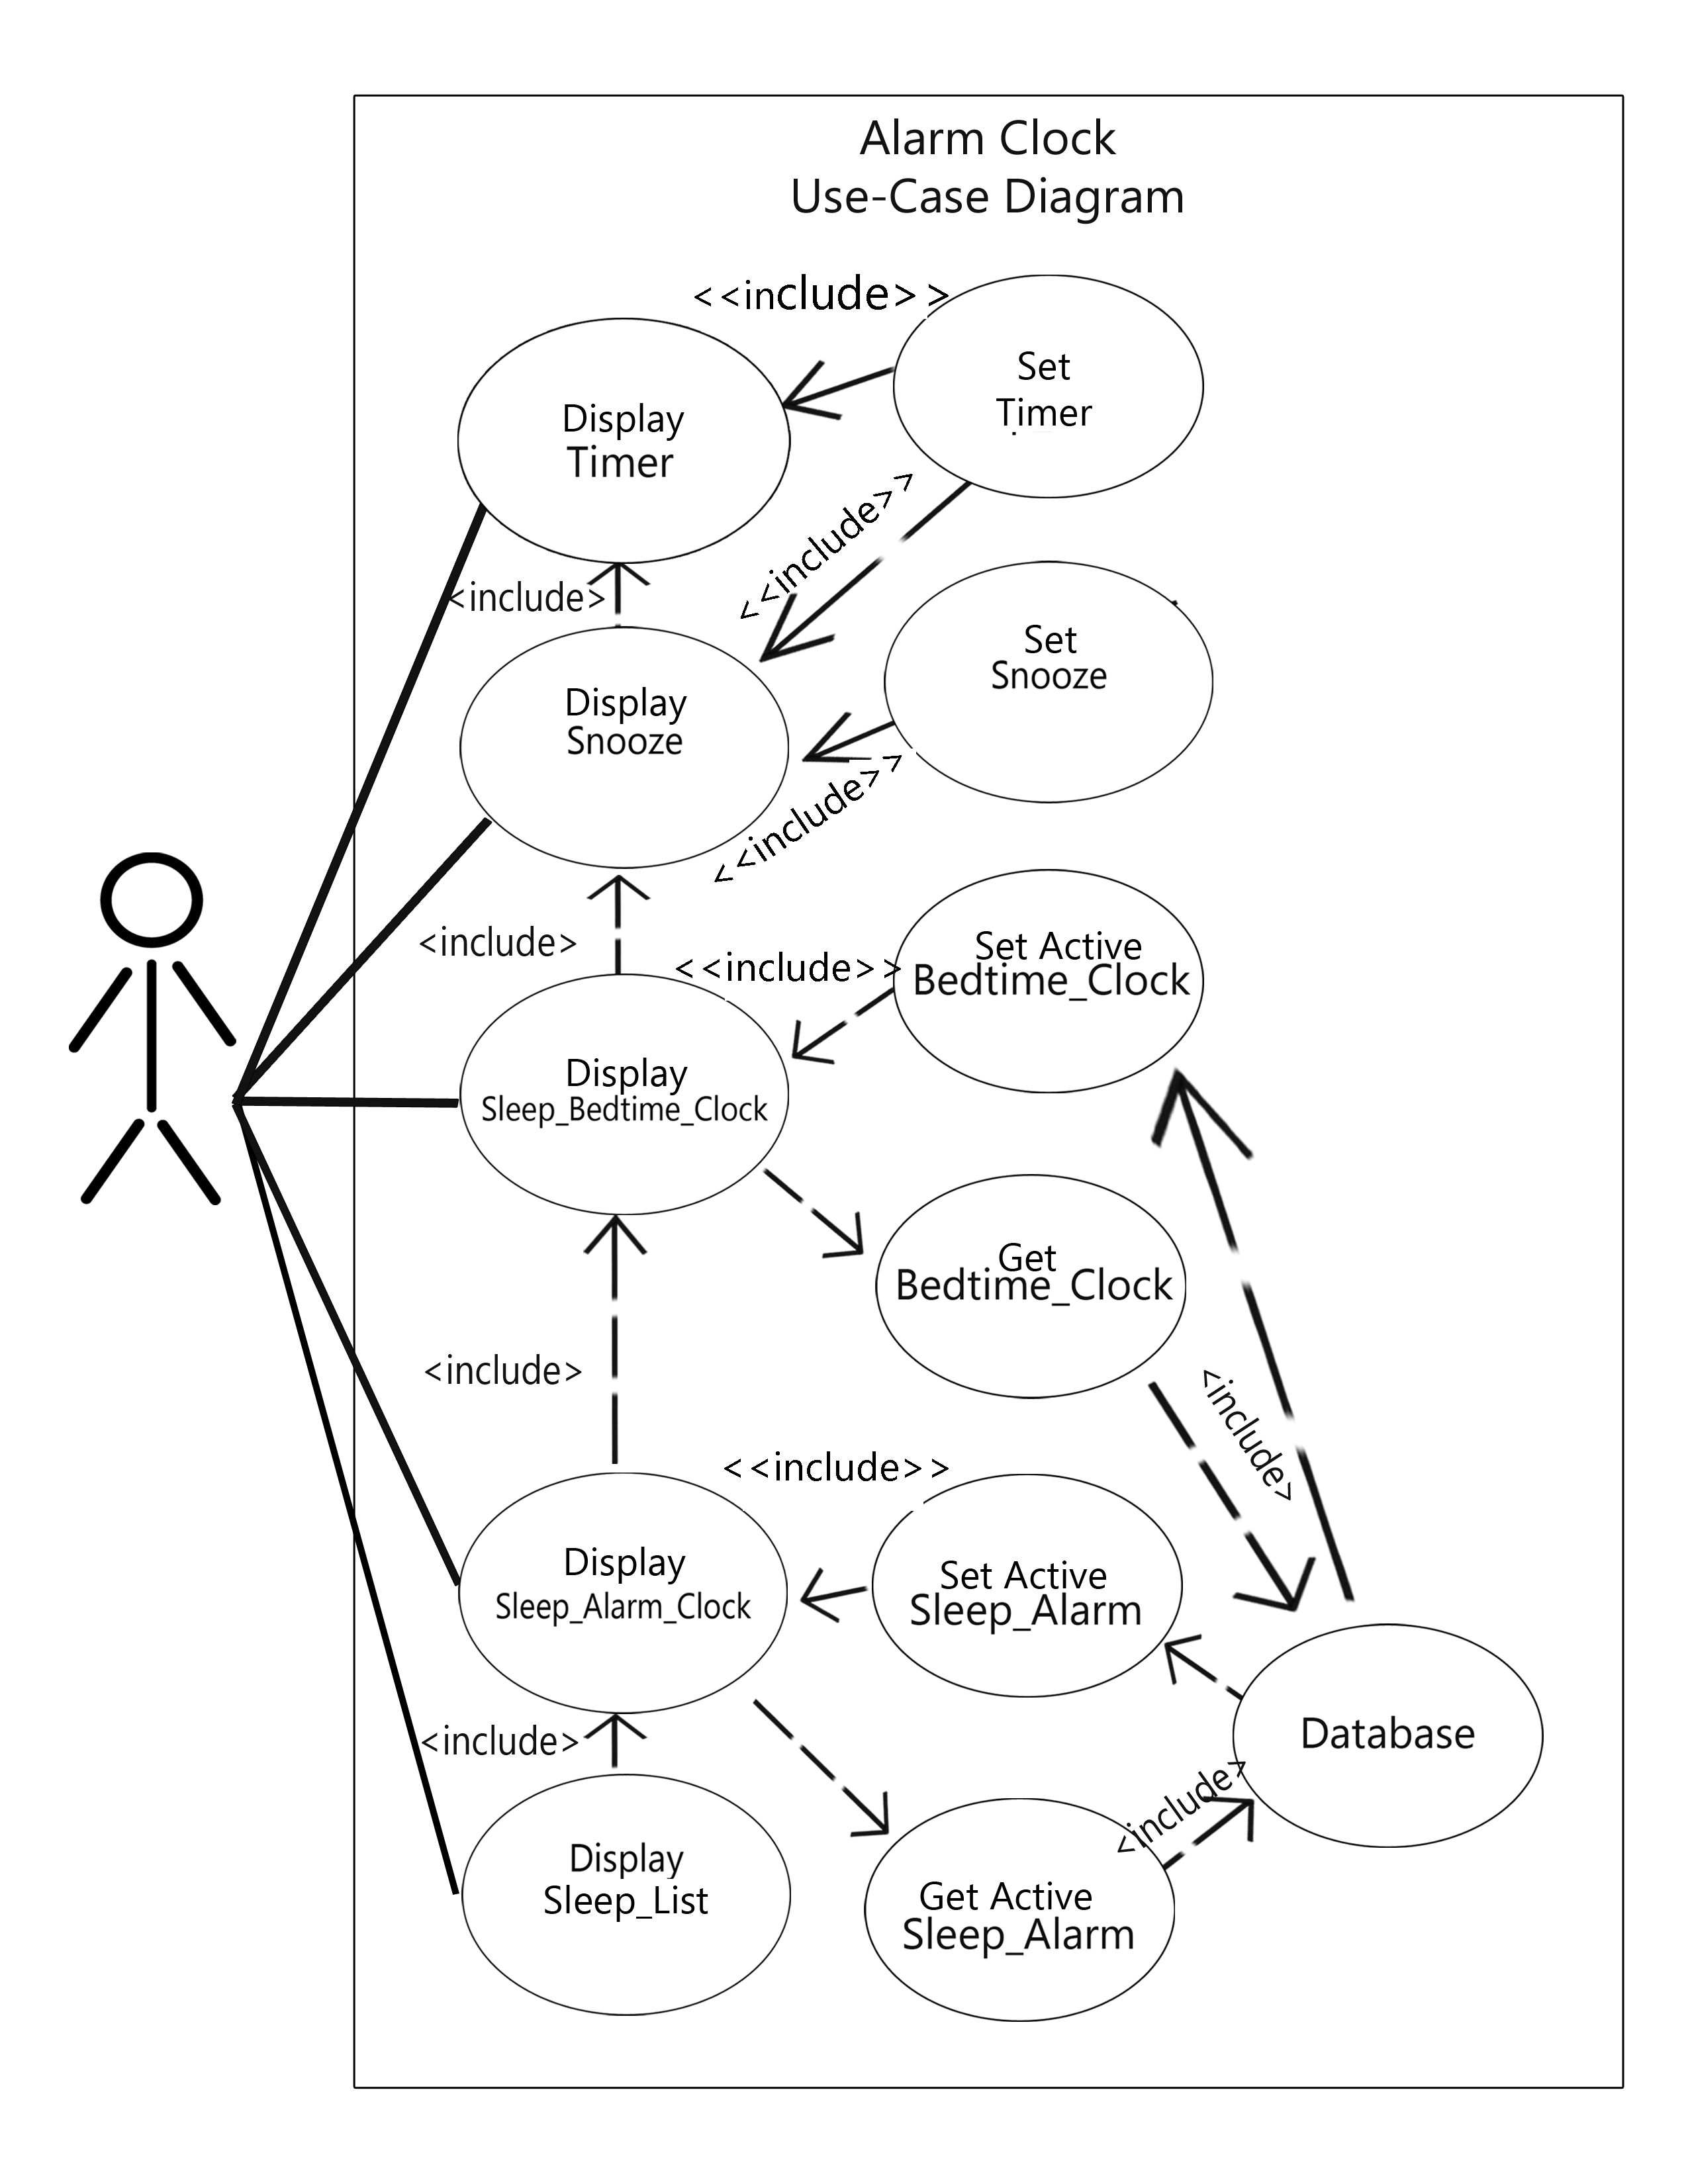 Alarm Clock
Use-Case Diagram
<<include>>
Set
Timer
Display
Timer
<<include>>
<include>
Set
Snooze
Display
Snooze
<<include>>
<include>
<<include>>
Set Active
Bedtime_Clock
Display
Sleep_Bedtime_Clock
Get
Bedtime_Clock
<include>
<include>
<<include>>
Display
Sleep_Alarm_Clock
Set Active
Sleep_Alarm
Database
<include>
<include>
Display
Sleep_List
Get Active
Sleep_Alarm